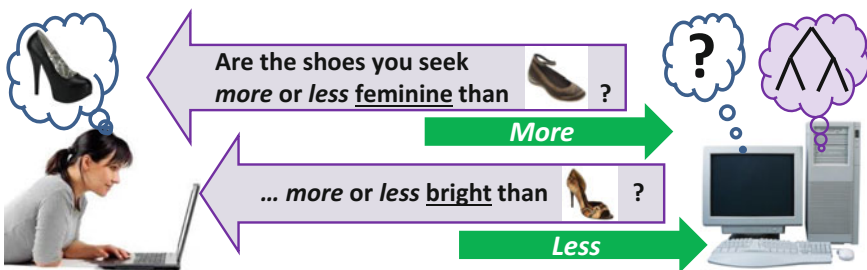 Are the shoes you seek
more or less feminine than ?
?
More
... more or less bright than ?
Less